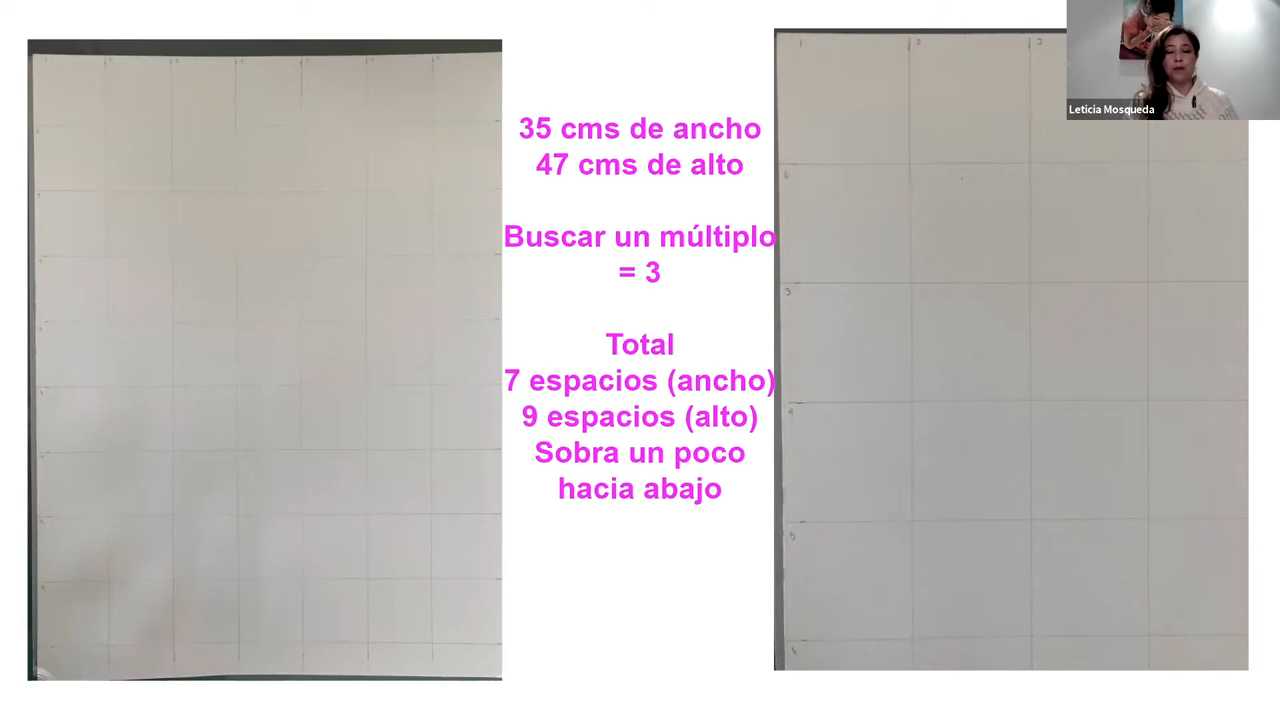 35 cms de ancho
47 cms de alto
Buscar un múltiplo
= 3
Total
7 espacios (ancho)
9 espacios (alto)
Sobra un poco
hacia abajo
Leticia Mosqueda